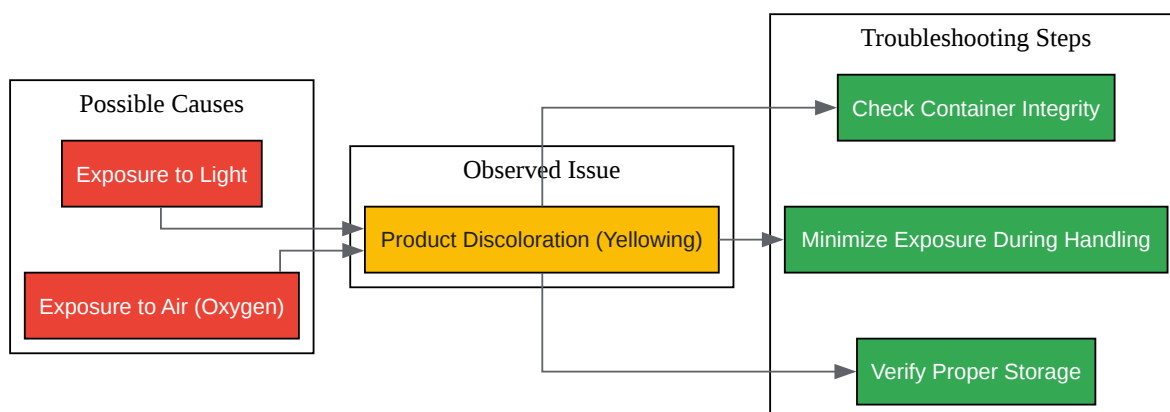 Possible Causes
Exposure to Light
Exposure to Air (Oxygen)
Observed Issue
Product Discoloration (Yellowing)
Troubleshooting Steps
Check Container Integrity
Minimize Exposure During Handling
Verify Proper Storage